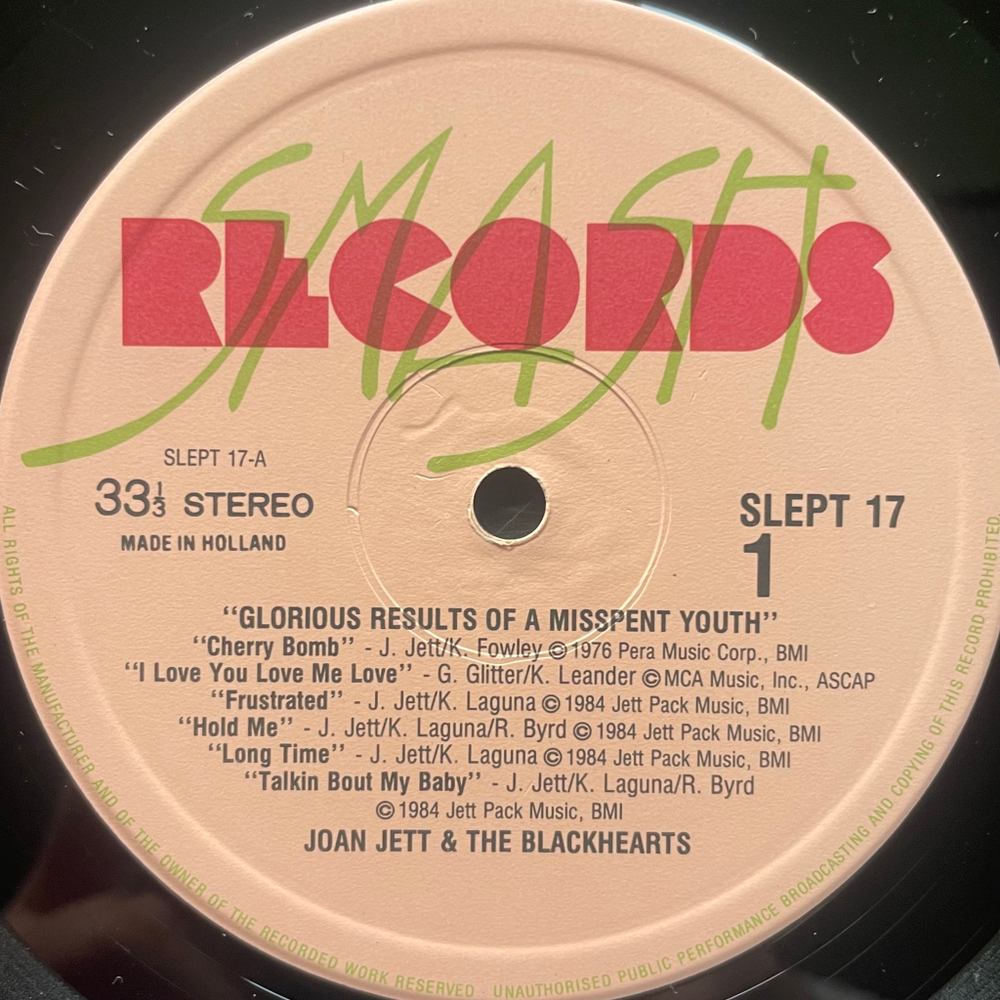 SMASH
RECORDS
SLEPT 17-A
33⅓ STEREO
MADE IN HOLLAND
SLEPT 17
1
"GLORIOUS RESULTS OF A MISSPENT YOUTH"
"Cherry Bomb" - J. Jett/K. Fowley © 1976 Pera Music Corp., BMI
"I Love You Love Me Love" - G. Glitter/K. Leander © MCA Music, Inc., ASCAP
"Frustrated" - J. Jett/K. Laguna © 1984 Jett Pack Music, BMI
"Hold Me" - J. Jett/K. Laguna/R. Byrd © 1984 Jett Pack Music, BMI
"Long Time" - J. Jett/K. Laguna © 1984 Jett Pack Music, BMI
"Talkin Bout My Baby" - J. Jett/K. Laguna/R. Byrd
© 1984 Jett Pack Music, BMI
JOAN JETT & THE BLACKHEARTS
ALL RIGHTS OF THE MANUFACTURER AND OF THE OWNER OF THE RECORDED WORK RESERVED . UNAUTHORISED PUBLIC PERFORMANCE BROADCASTING AND COPYING OF THIS RECORD PROHIBITED